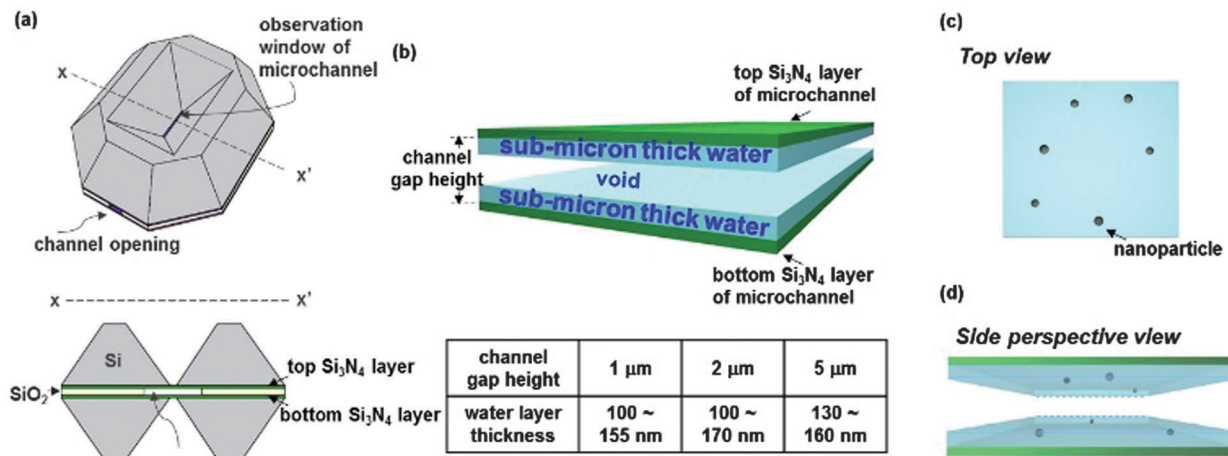 (a)
observation
window of
microchannel
x
x'
channel opening
x
x'
Si
top Si₃N₄ layer
SiO₂
bottom Si₃N₄ layer
(b)
top Si₃N₄ layer
of microchannel
channel
gap height
sub-micron thick water
void
sub-micron thick water
bottom Si₃N₄ layer
of microchannel
channel
gap height
1 μm
2 μm
5 μm
water layer
thickness
100 ~
155 nm
100 ~
170 nm
130 ~
160 nm
(c)
Top view
nanoparticle
(d)
Side perspective view